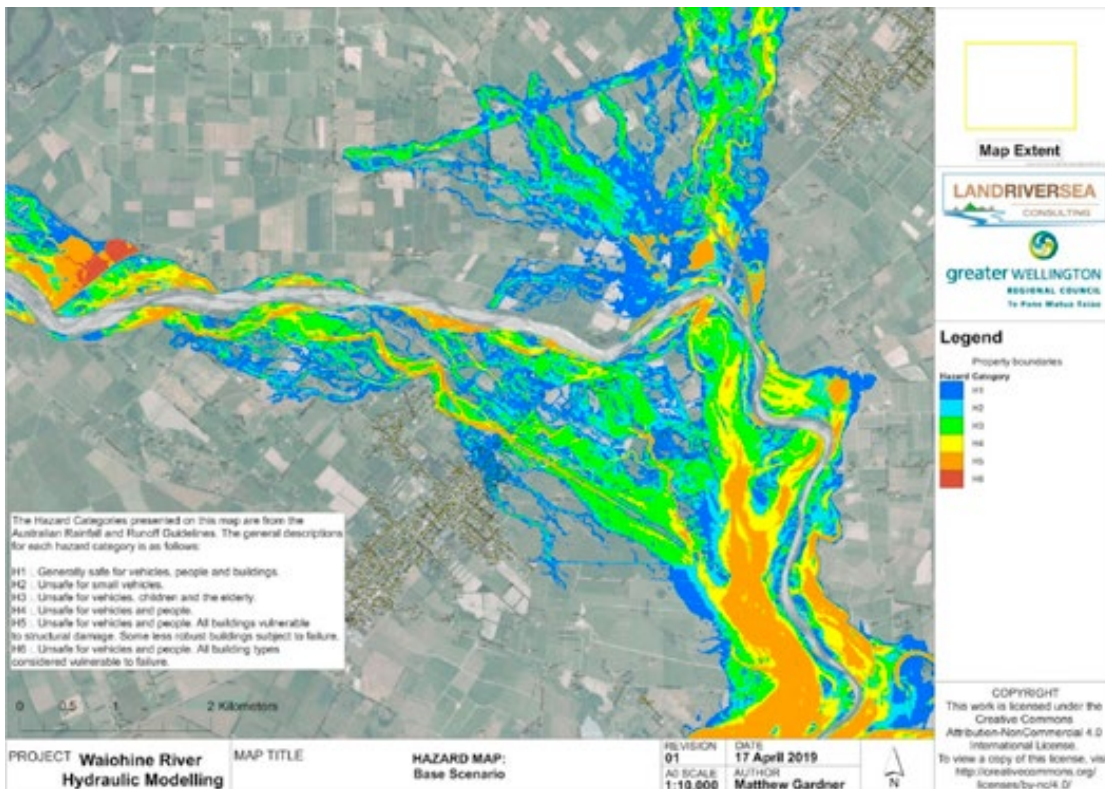 Map Extent
LANDRIVERSEA
CONSULTING
greater WELLINGTON
REGIONAL COUNCIL
Te Pane Matua Taiao
Legend
Property boundaries
Hazard Category
H1
H2
H3
H4
H5
H6
The Hazard Categories presented on this map are from the
Australian Rainfall and Runoff Guidelines. The general descriptions
for each hazard category is as follows:
H1 : Generally safe for vehicles, people and buildings.
H2 : Unsafe for small vehicles.
H3 : Unsafe for vehicles, children and the elderly.
H4 : Unsafe for vehicles and people.
H5 : Unsafe for vehicles and people. All buildings vulnerable
to structural damage. Some less robust buildings subject to failure.
H6 : Unsafe for vehicles and people. All building types
considered vulnerable to failure.
0 0.5 1 2 Kilometers
PROJECT Waiohine River
Hydraulic Modelling
MAP TITLE
HAZARD MAP:
Base Scenario
REVISION
01
DATE
17 April 2019
A0 SCALE
1:10,000
AUTHOR
Matthew Gardner
N
COPYRIGHT
This work is licensed under the
Creative Commons
Attribution-NonCommercial 4.0
International License.
To view a copy of this license, vis
http://creativecommons.org/
licenses/by-nc/4.0/